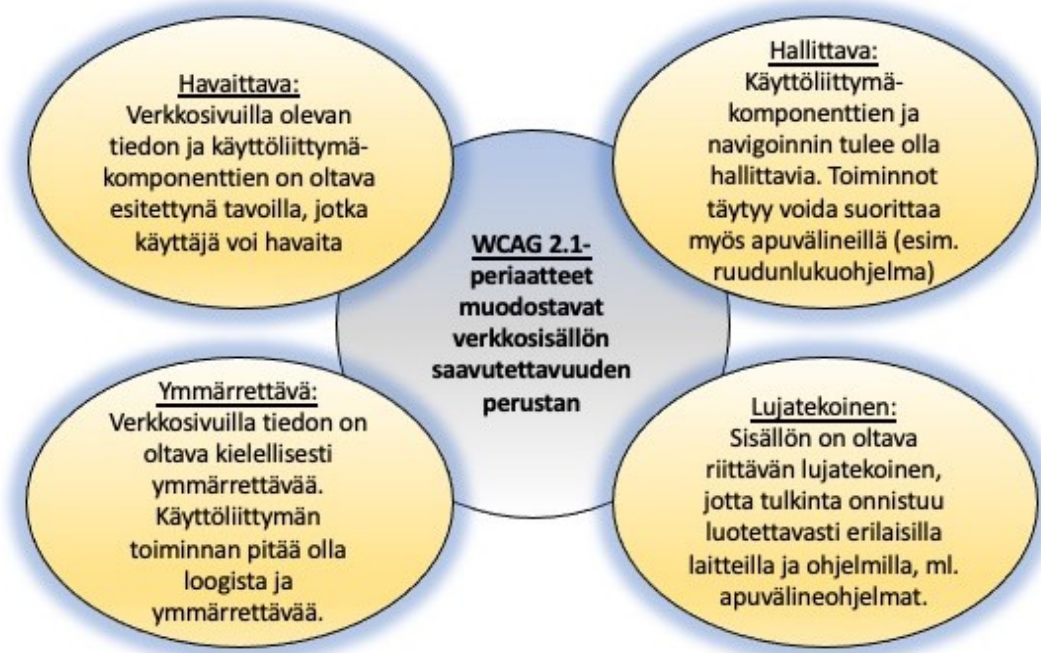 Havaittava:
Verkkosivuilla olevan
tiedon ja käyttöliittymä-
komponenttien on oltava
esitettynä tavoilla, jotka
käyttäjä voi havaita
Hallittava:
Käyttöliittymä-
komponenttien ja
navigoinnin tulee olla
hallittavia. Toiminnot
täytyy voida suorittaa
myös apuvälineillä (esim.
ruudunlukuohjelma)
WCAG 2.1-
periaatteet
muodostavat
verkkosisällön
saavutettavuuden
perustan
Ymmärrettävä:
Verkkosivuilla tiedon on
oltava kielellisesti
ymmärrettävää.
Käyttöliittymän
toiminnan pitää olla
loogista ja
ymmärrettävää.
Lujatekoinen:
Sisällön on oltava
riittävän lujatekoinen,
jotta tulkinta onnistuu
luotettavasti erilaisilla
laitteilla ja ohjelmilla, ml.
apuvälineohjelmat.